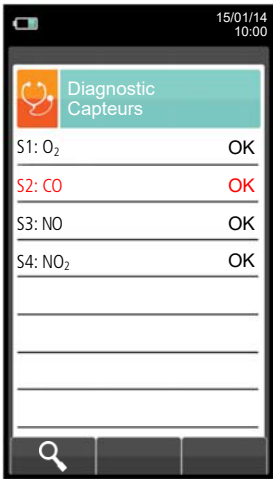 15/01/14
10:00
Diagnostic
Capteurs
S1: O₂ OK
S2: CO OK
S3: NO OK
S4: NO₂ OK